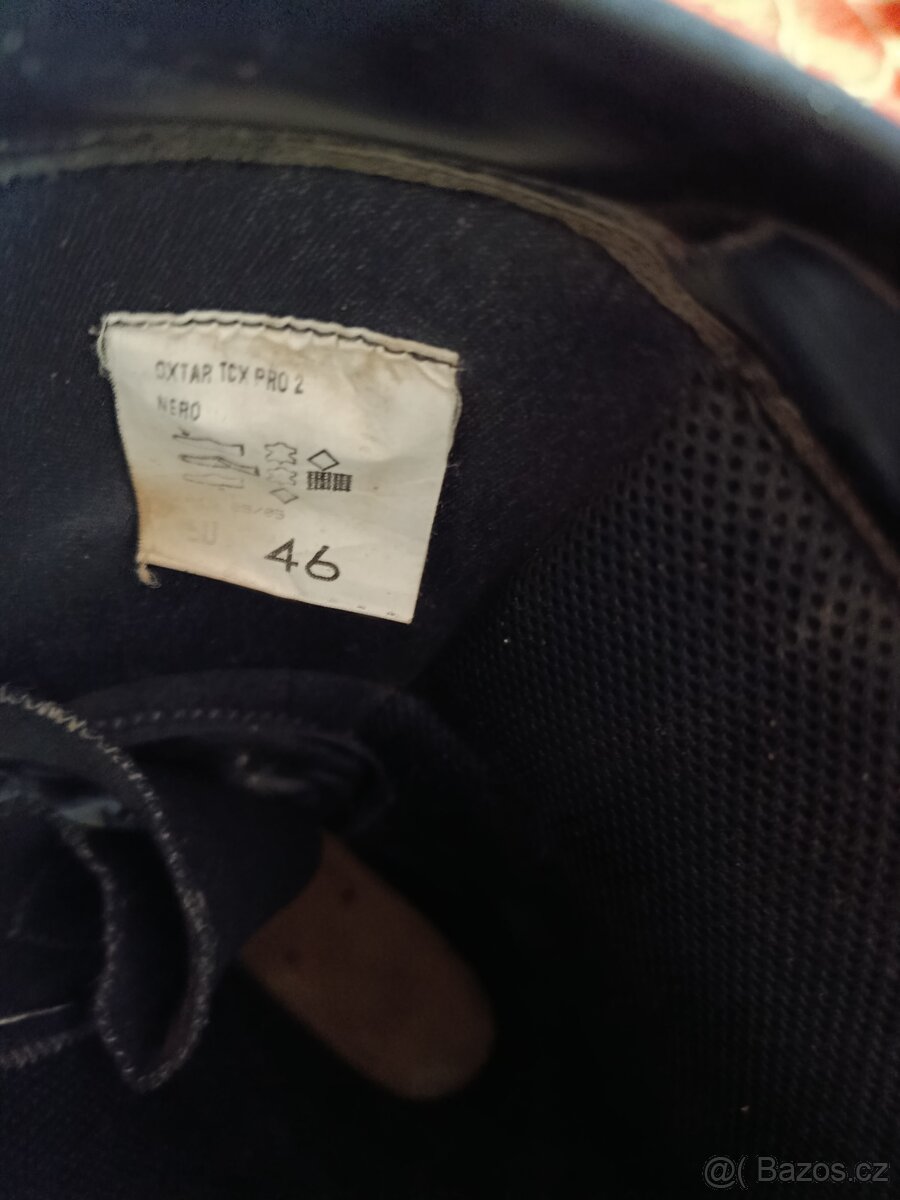 OXTAR TCX PRO 2
NERO
46
@( Bazos.cz